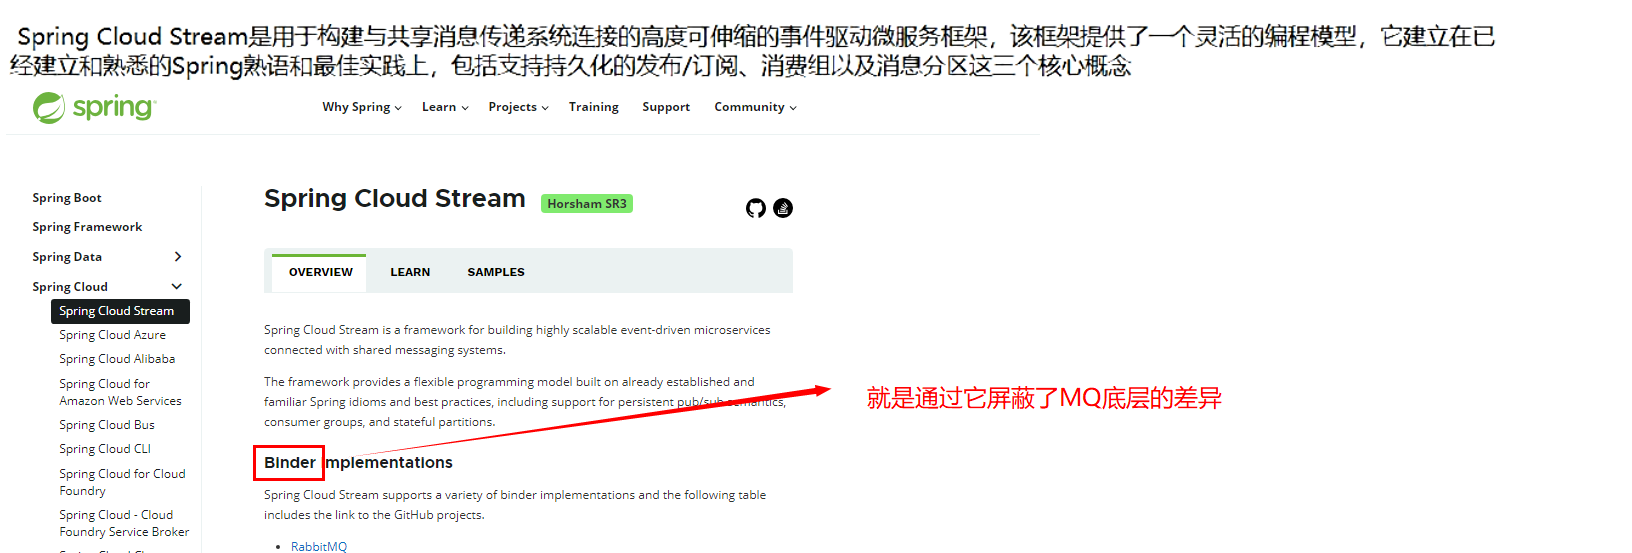 Spring Cloud Stream是用于构建与共享消息传递系统连接的高度可伸缩的事件驱动微服务框架，该框架提供了一个灵活的编程模型，它建立在已
经建立和熟悉的Spring熟语和最佳实践上，包括支持持久化的发布/订阅、消费组以及消息分区这三个核心概念
spring
Why Spring Learn Projects Training Support Community
Spring Boot
Spring Framework
Spring Data
Spring Cloud
Spring Cloud Stream
Spring Cloud Azure
Spring Cloud Alibaba
Spring Cloud for
Amazon Web Services
Spring Cloud Bus
Spring Cloud CLI
Spring Cloud for Cloud
Foundry
Spring Cloud - Cloud
Foundry Service Broker
Spring Cloud Stream Horsham SR3
OVERVIEW LEARN SAMPLES
Spring Cloud Stream is a framework for building highly scalable event-driven microservices
connected with shared messaging systems.
The framework provides a flexible programming model built on already established and
familiar Spring idioms and best practices, including support for persistent pub/sub semantics,
consumer groups, and stateful partitions.
就是通过它屏蔽了MQ底层的差异
Binder Implementations
Spring Cloud Stream supports a variety of binder implementations and the following table
includes the link to the GitHub projects.
RabbitMQ